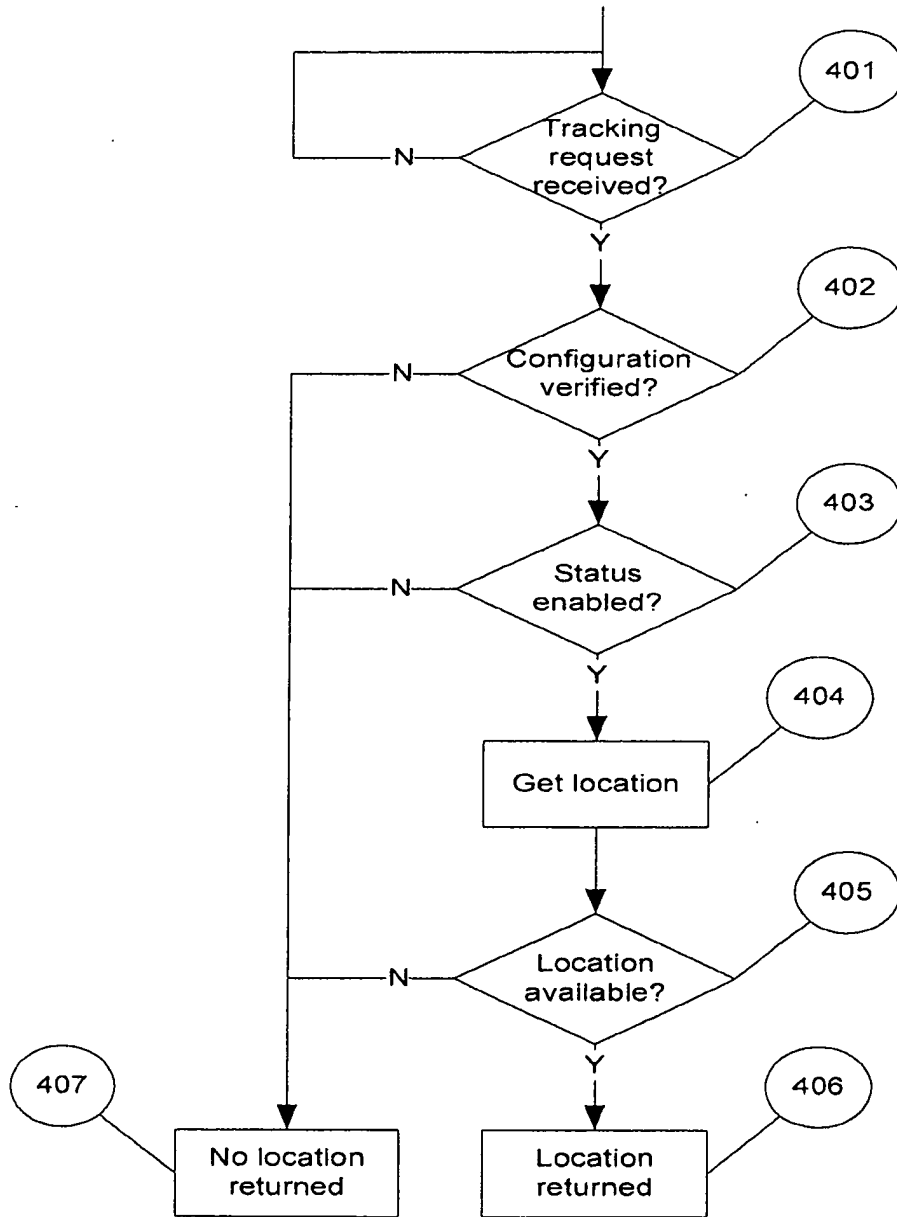 401
Tracking
request
received?
N
Y
402
Configuration
verified?
N
Y
403
Status
enabled?
N
Y
404
Get location
405
Location
available?
N
Y
407
406
No location
returned
Location
returned